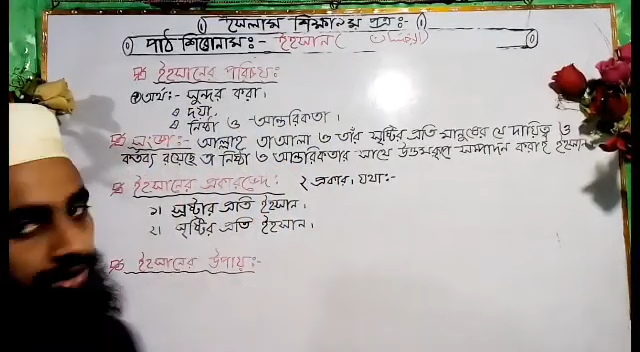 ইসলাম শিক্ষা ১ম পত্র:-
পাঠ শিরোনাম:- ইহসান (الإحسان)
ইহসানের পরিচয়:
অর্থ:- সুন্দর করা।
দয়া,
নিষ্ঠা ও আন্তরিকতা।
সংজ্ঞা:- আল্লাহ তাআলা ও তাঁর সৃষ্টির প্রতি মানুষের যে দায়িত্ব ও
কর্তব্য রয়েছে তা নিষ্ঠা ও আন্তরিকতার সাথে উত্তমরূপে সম্পাদন করাই ইহসান
ইহসানের প্রকারভেদ: ২ প্রকার, যথা:-
১। স্রষ্টার প্রতি ইহসান,
২। সৃষ্টির প্রতি ইহসান,
ইহসানের উপায়:-